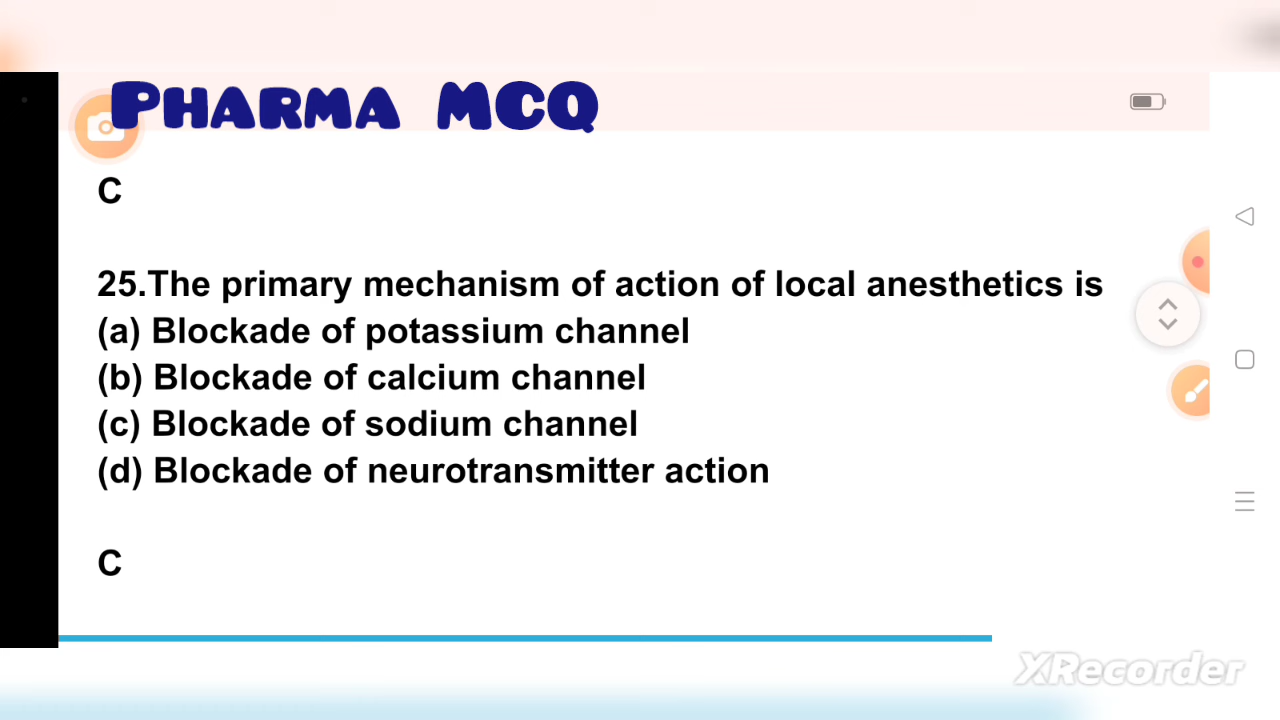 PHARMA MCQ
C
25.The primary mechanism of action of local anesthetics is
(a) Blockade of potassium channel
(b) Blockade of calcium channel
(c) Blockade of sodium channel
(d) Blockade of neurotransmitter action
C
XRecorder